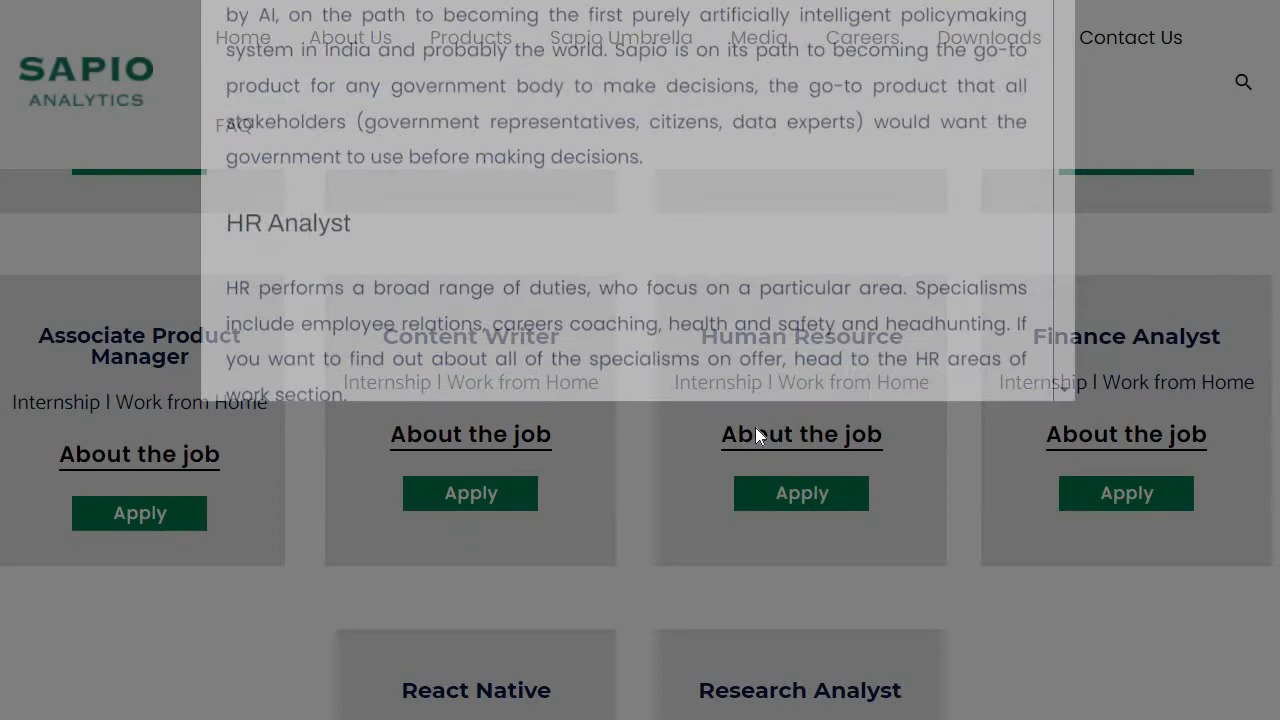 by AI, on the path to becoming the first purely artificially intelligent policymaking
Home About Us Products Sapio Umbrella Media Careers Downloads Contact Us
system in India and probably the world. Sapio is on its path to becoming the go-to
SAPIO
ANALYTICS
product for any government body to make decisions, the go-to product that all
FAQ
stakeholders (government representatives, citizens, data experts) would want the
government to use before making decisions.
HR Analyst
HR performs a broad range of duties, who focus on a particular area. Specialisms
include employee relations, careers coaching, health and safety and headhunting. If
you want to find out about all of the specialisms on offer, head to the HR areas of
work section.
Associate Product
Manager
Internship | Work from Home
About the job
Apply
Content Writer
Internship | Work from Home
About the job
Apply
Human Resource
Internship | Work from Home
About the job
Apply
Finance Analyst
Internship | Work from Home
About the job
Apply
React Native
Research Analyst